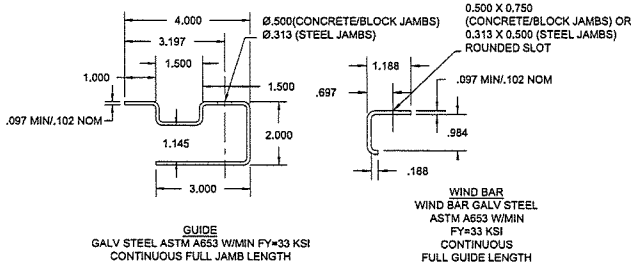 4.000
3.197
1.500
1.000
1.500
Ø.500(CONCRETE/BLOCK JAMBS)
Ø.313 (STEEL JAMBS)
.097 MIN/.102 NOM
1.145
2.000
3.000
GUIDE
GALV STEEL ASTM A653 W/MIN FY=33 KSI
CONTINUOUS FULL JAMB LENGTH
0.500 X 0.750
(CONCRETE/BLOCK JAMBS) OR
0.313 X 0.500 (STEEL JAMBS)
ROUNDED SLOT
1.188
.697
.097 MIN/.102 NOM
.984
.188
WIND BAR
WIND BAR GALV STEEL
ASTM A653 W/MIN
FY=33 KSI
CONTINUOUS
FULL GUIDE LENGTH